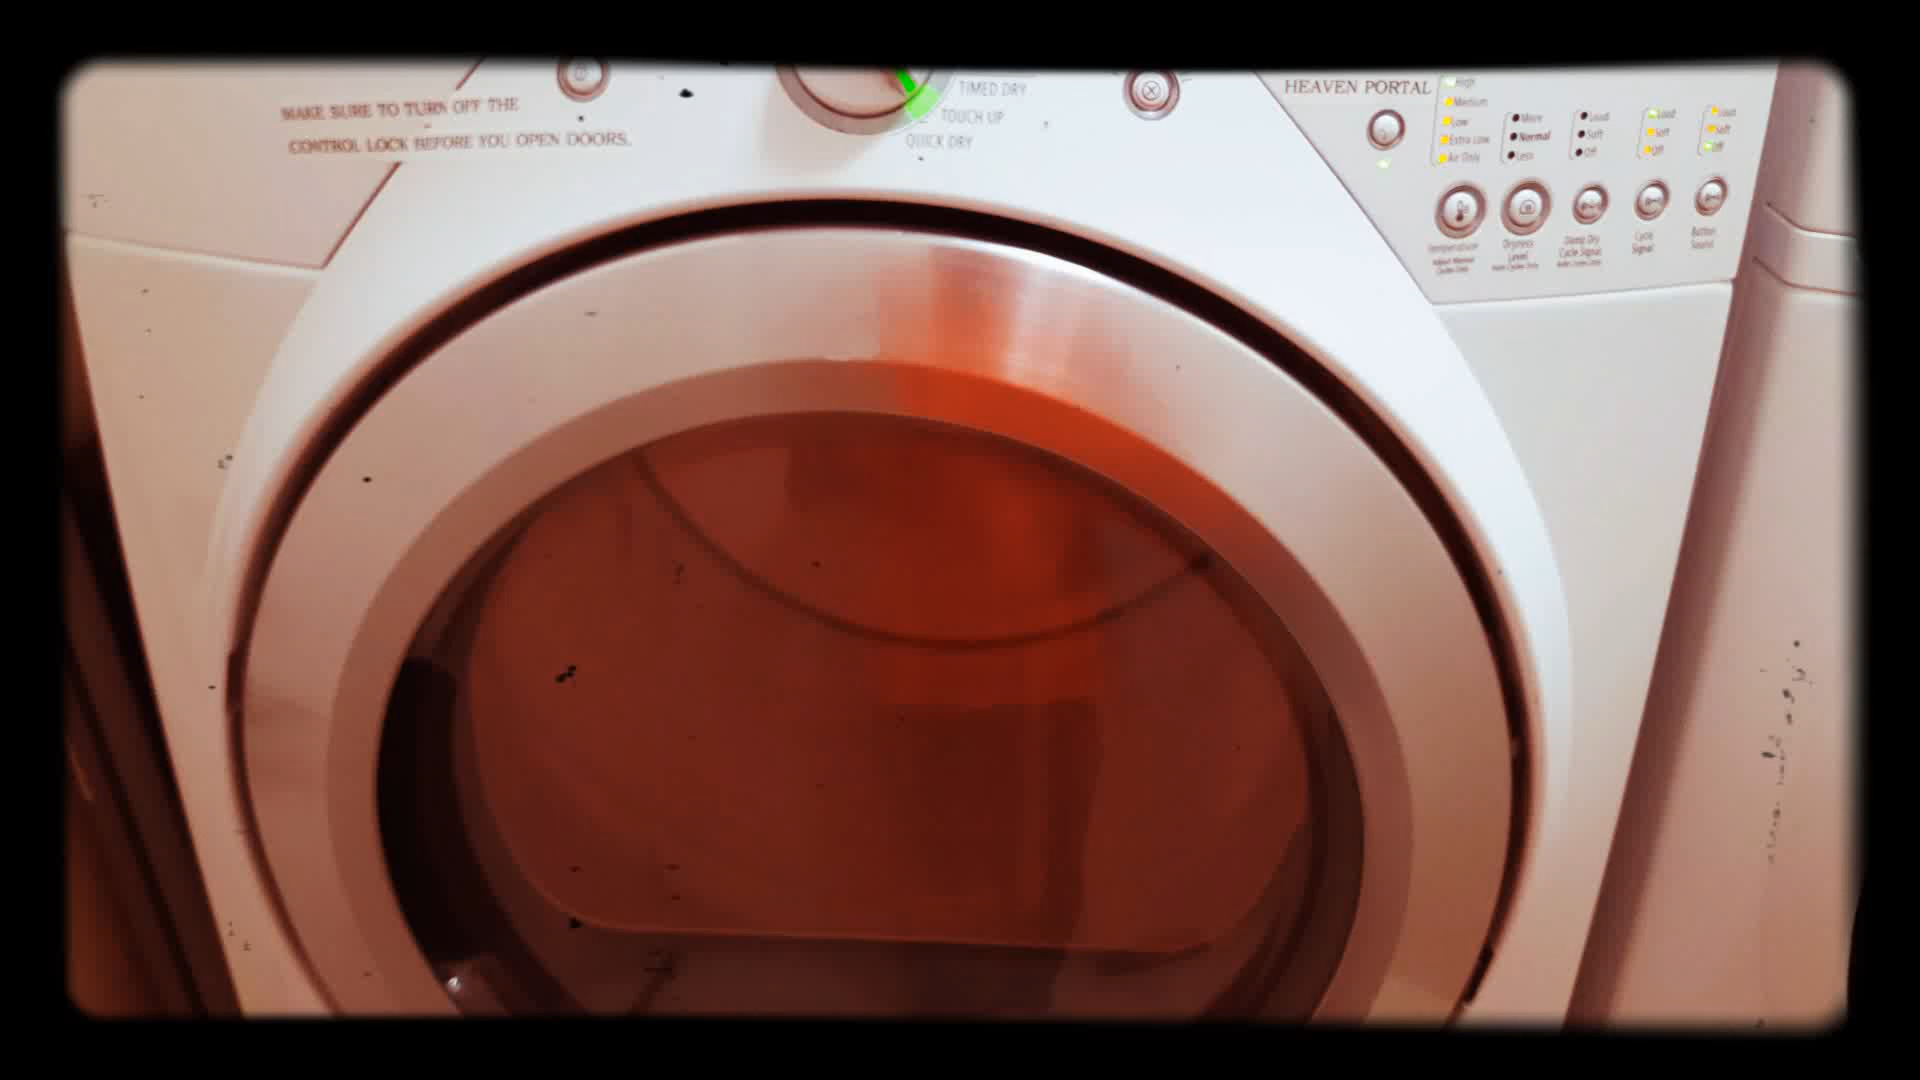 MAKE SURE TO TURN OFF THE
CONTROL LOCK BEFORE YOU OPEN DOORS.
TIMED DRY
TOUCH UP
QUICK DRY
HEAVEN PORTAL
High
Medium
Low
Extra Low
Air Only
More
Normal
Less
Loud
Soft
Off
Loud
Soft
Off
Loud
Soft
Off
Temperature
Dryness
Level
Damp Dry
Cycle Signal
Cycle
Signal
Button
Sound